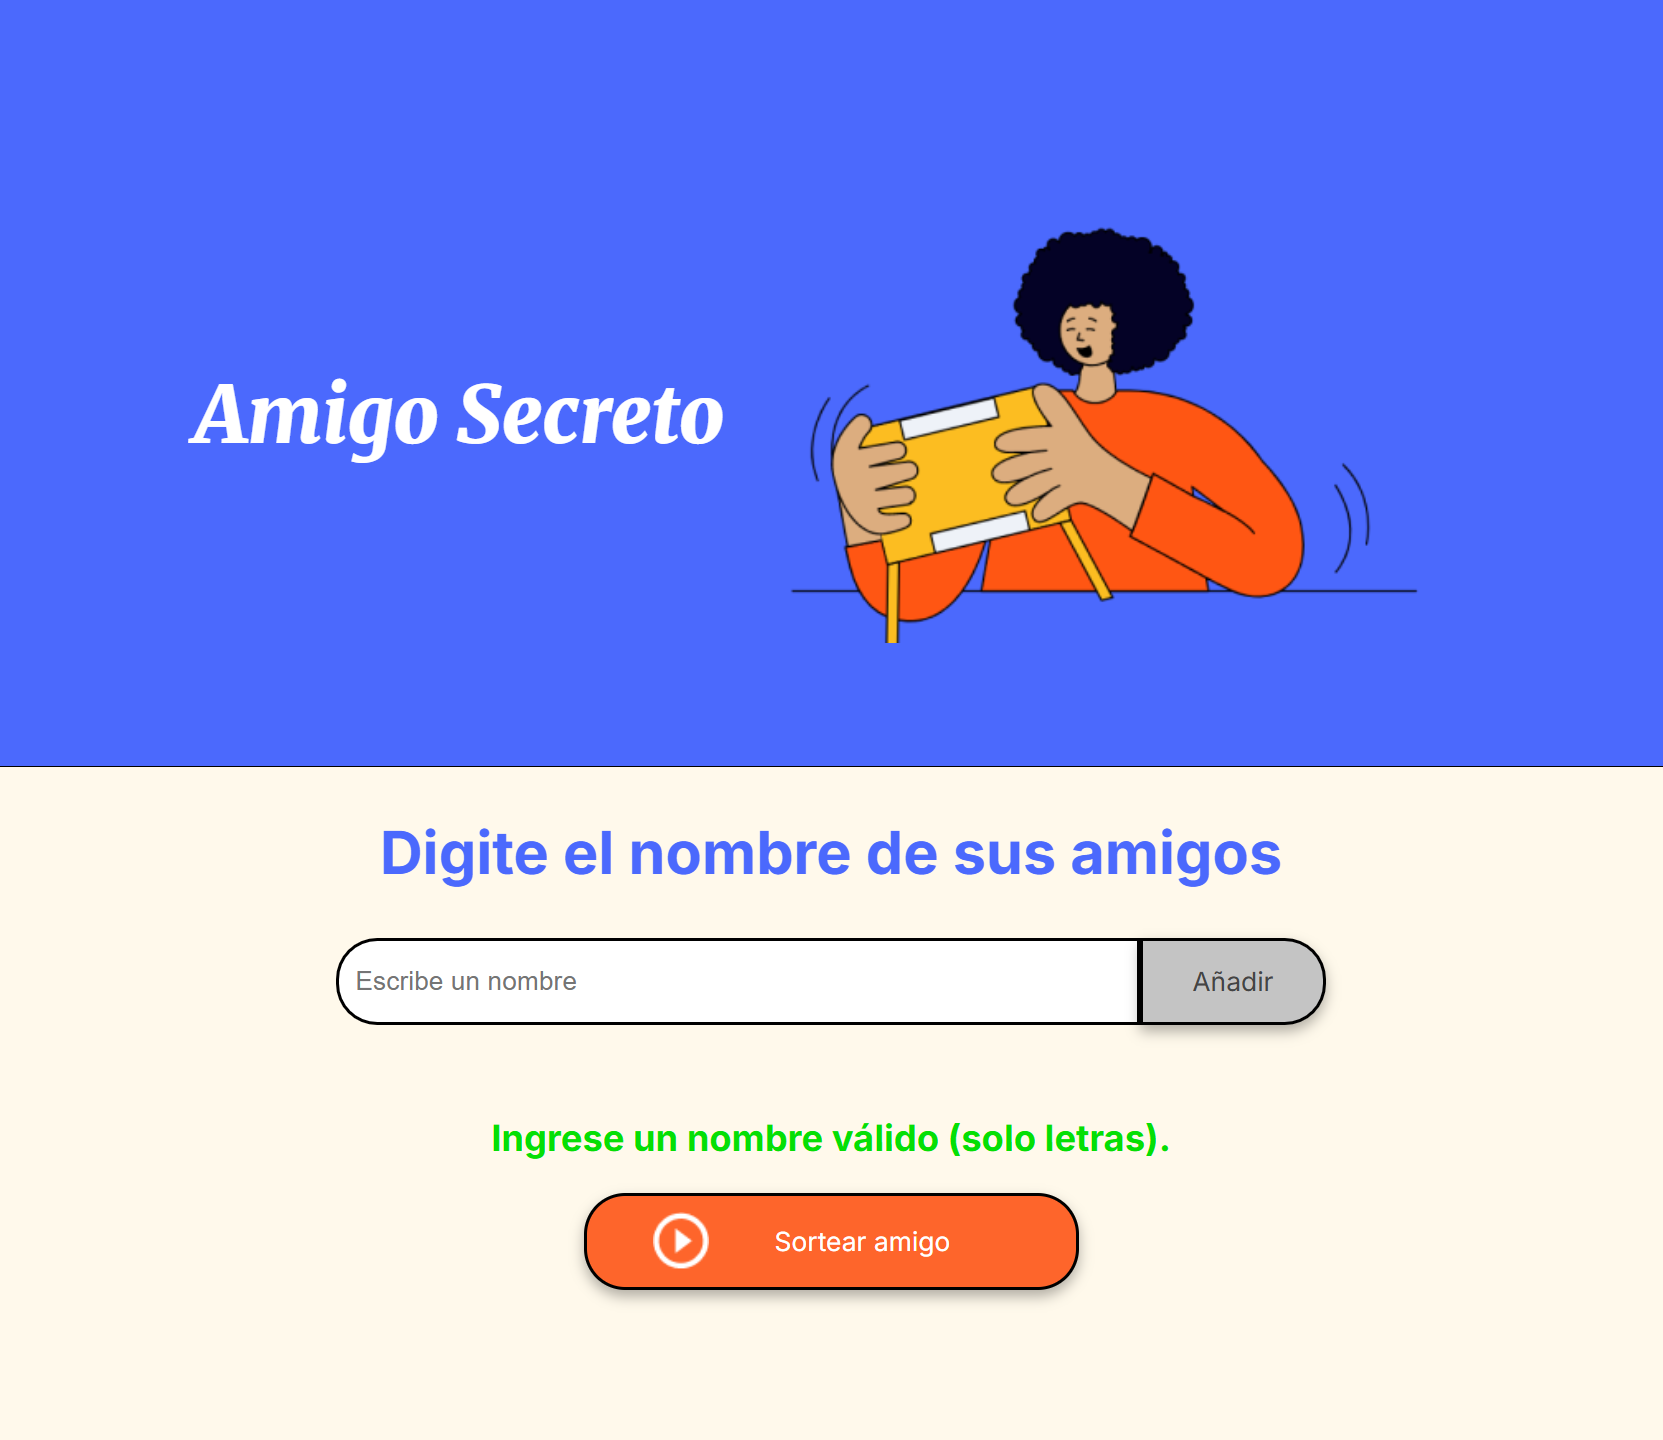 Amigo Secreto
Digite el nombre de sus amigos
Escribe un nombre
Añadir
Ingrese un nombre válido (solo letras).
Sortear amigo